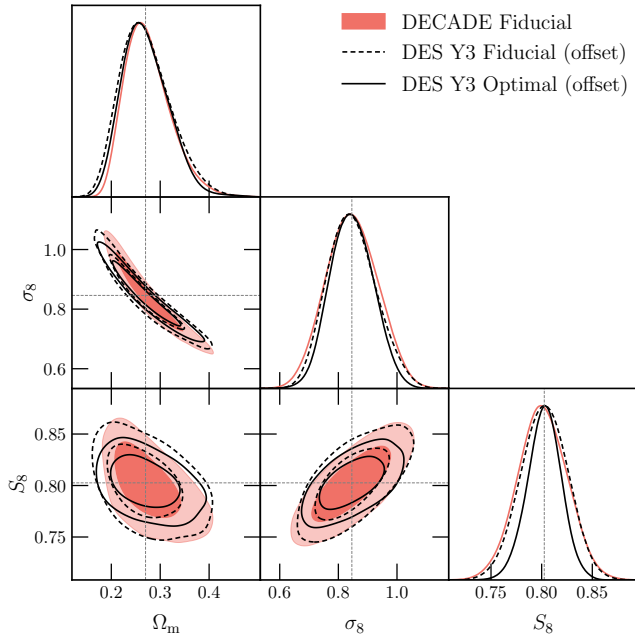 DECADE Fiducial
DES Y3 Fiducial (offset)
DES Y3 Optimal (offset)
σ₈
1.0
0.8
0.6
S₈
0.85
0.80
0.75
0.2 0.3 0.4
0.6 0.8 1.0
0.75 0.80 0.85
Ωₘ
σ₈
S₈